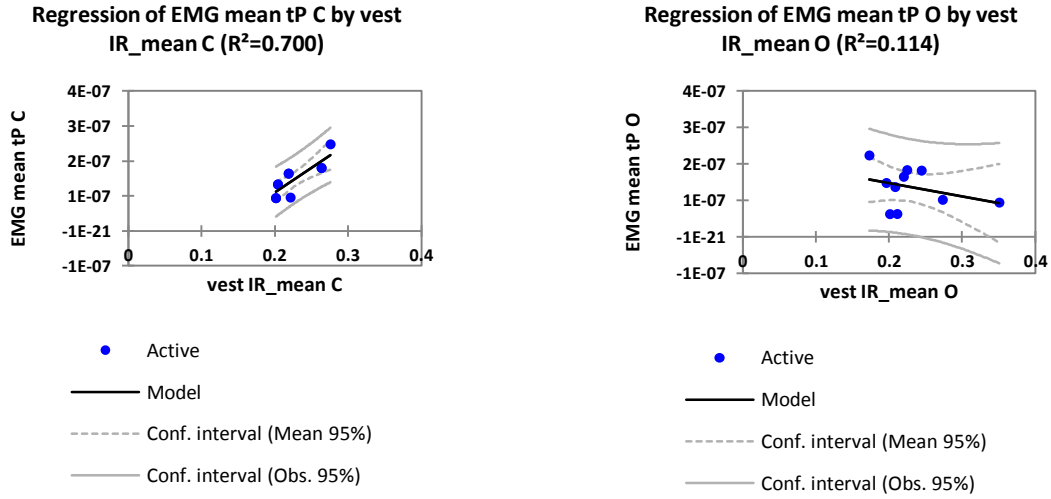 Regression of EMG mean tP C by vest
IR_mean C (R²=0.700)
4E-07
3E-07
2E-07
1E-07
-1E-21
-1E-07
0
0.1
0.2
0.3
0.4
EMG mean tP C
vest IR_mean C
Active
Model
Conf. interval (Mean 95%)
Conf. interval (Obs. 95%)
Regression of EMG mean tP O by vest
IR_mean O (R²=0.114)
4E-07
3E-07
2E-07
1E-07
-1E-21
-1E-07
0
0.1
0.2
0.3
0.4
EMG mean tP O
vest IR_mean O
Active
Model
Conf. interval (Mean 95%)
Conf. interval (Obs. 95%)